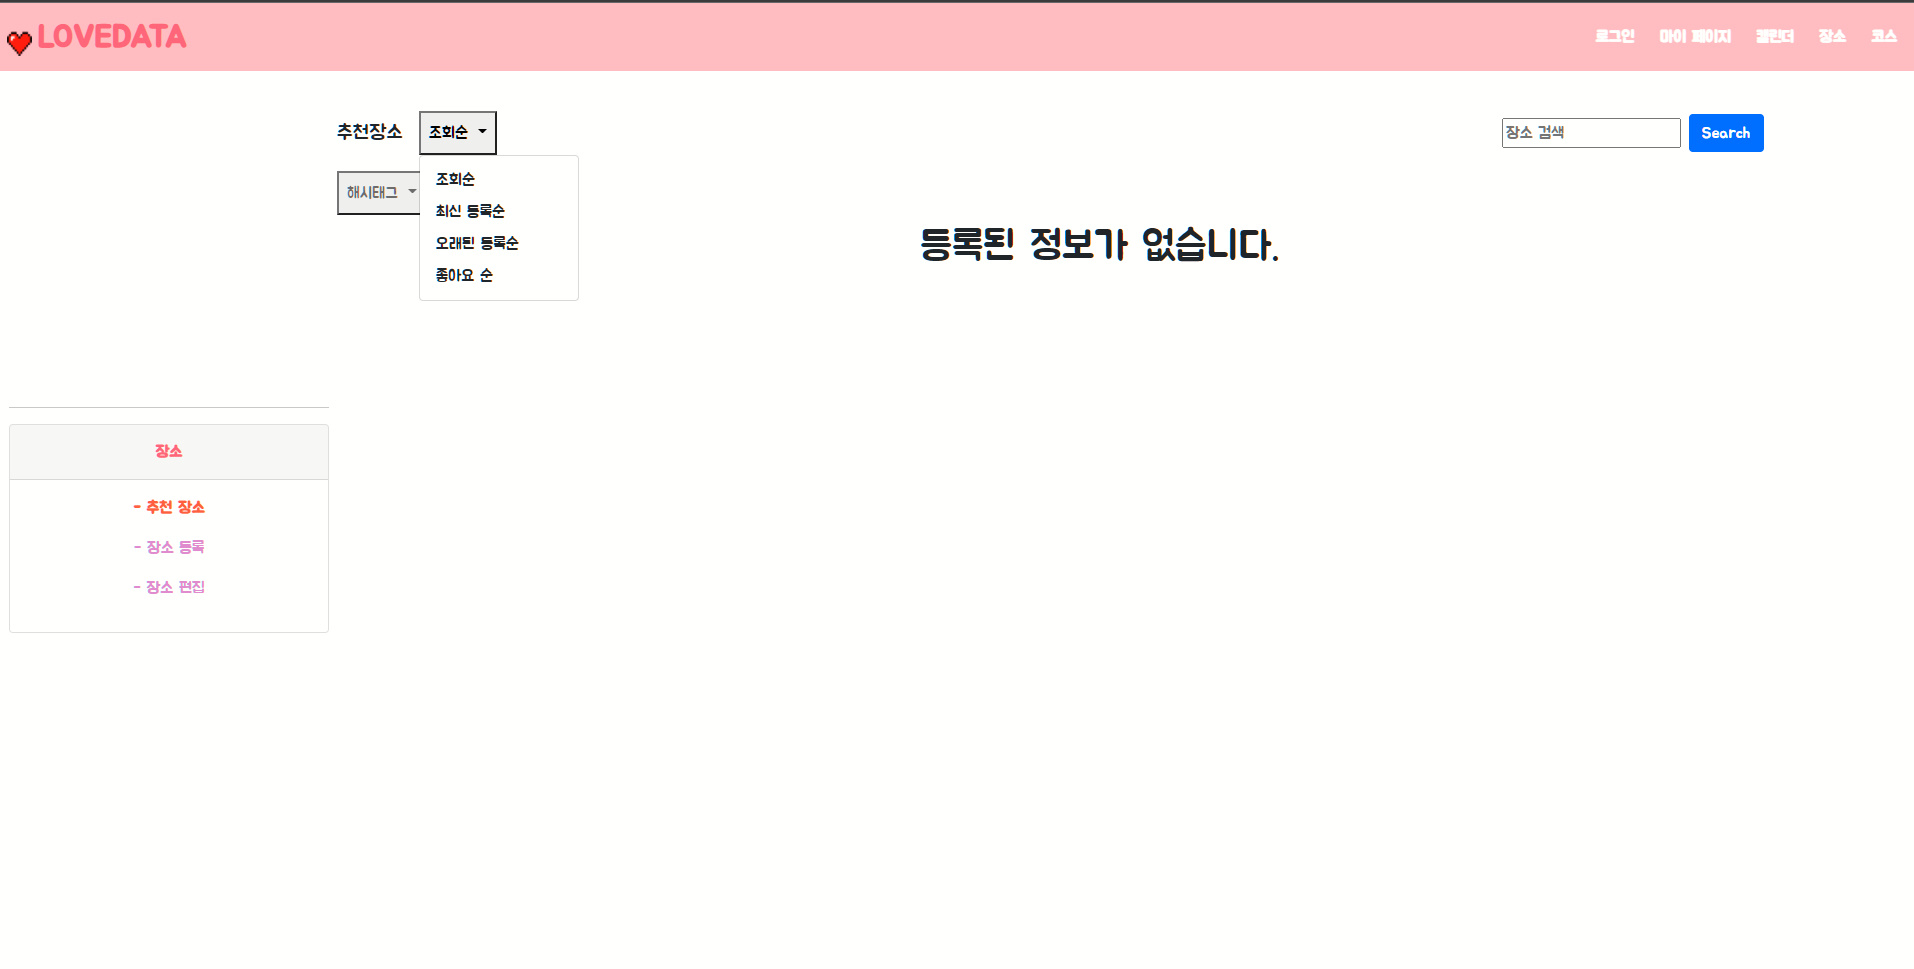 LOVEDATA
로그인 마이 페이지 캘린더 장소 코스
추천장소 조회순 장소 검색 Search
조회순
최신 등록순
오래된 등록순
좋아요 순
해시태그
등록된 정보가 없습니다.
장소
- 추천 장소
- 장소 등록
- 장소 편집